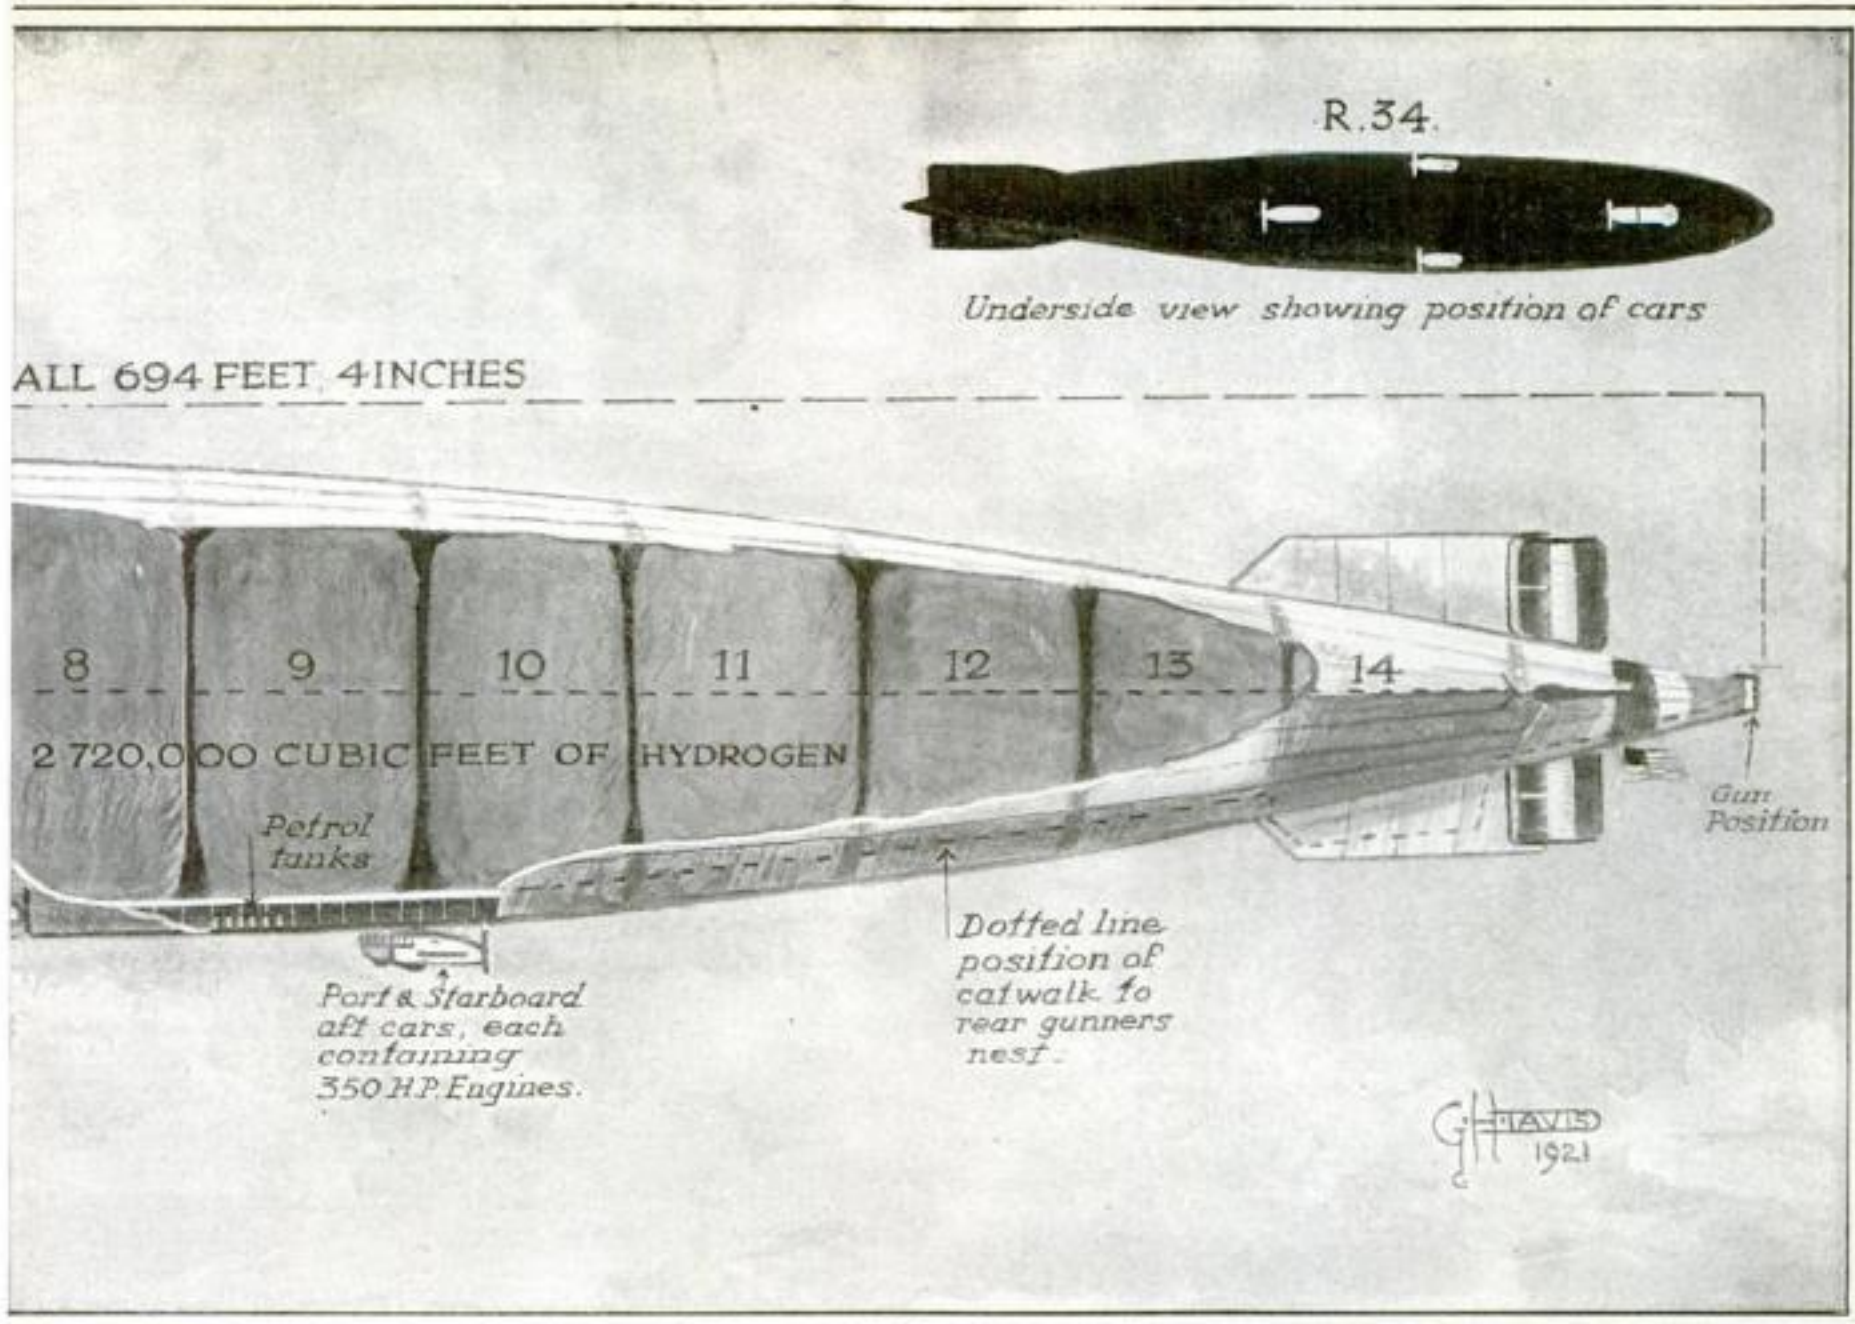 R.34.
Underside view showing position of cars
ALL 694 FEET 4 INCHES
8 9 10 11 12 13 14
2 720,000 CUBIC FEET OF HYDROGEN
Petrol
tanks
Gun
Position
Port & Starboard
aft cars, each
containing
350 H.P. Engines.
Dotted line
position of
catwalk to
rear gunners
nest.
G.H. DAVIS
1921